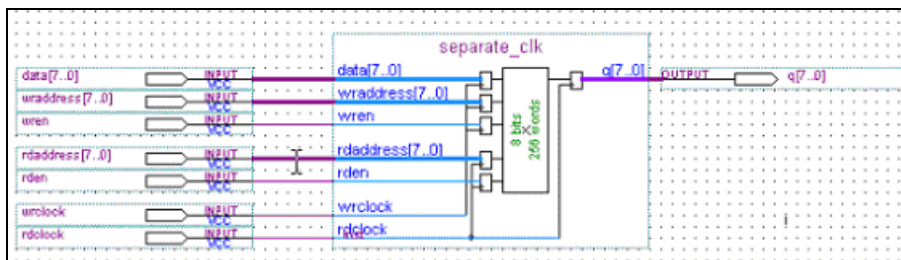 separate_clk
data[7..0] INPUT VCC data[7..0] q[7..0] OUTPUT q[7..0]
wraddress[7..0] INPUT VCC wraddress[7..0]
wren INPUT VCC wren
8 bits x 256 words
rdaddress[7..0] INPUT VCC rdaddress[7..0]
rden INPUT VCC rden
wrclock INPUT VCC wrclock
rdclock INPUT VCC rdclock